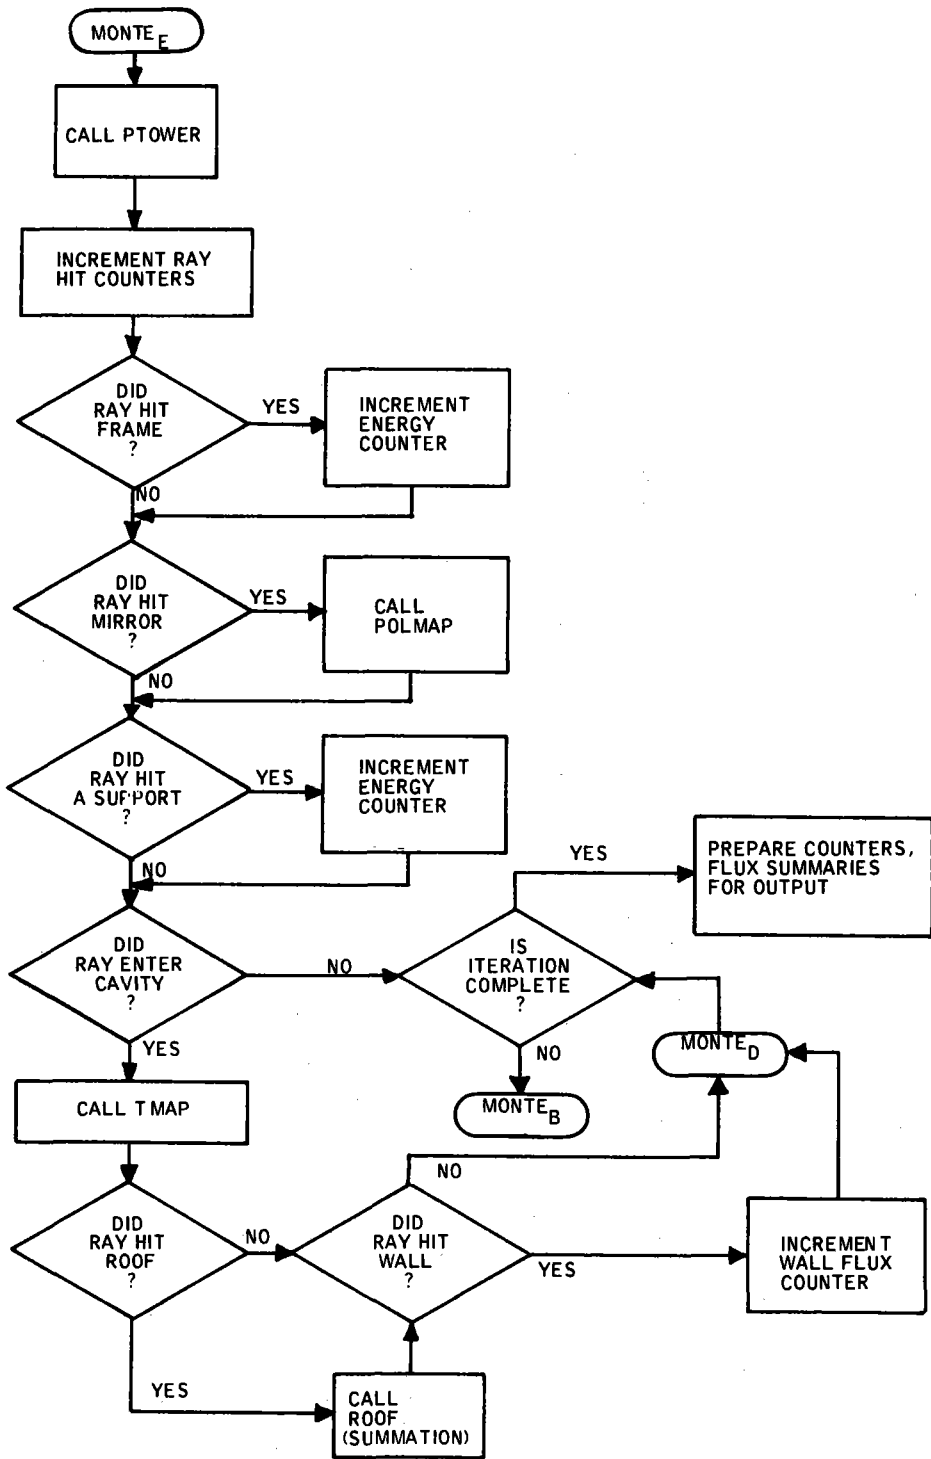 MONTE E
CALL PTOWER
INCREMENT RAY
HIT COUNTERS
DID
RAY HIT
FRAME
?
YES
INCREMENT
ENERGY
COUNTER
NO
DID
RAY HIT
MIRROR
?
YES
CALL
POLMAP
NO
DID
RAY HIT
A SUPPORT
?
YES
INCREMENT
ENERGY
COUNTER
NO
DID
RAY ENTER
CAVITY
?
NO
IS
ITERATION
COMPLETE
?
YES
PREPARE COUNTERS,
FLUX SUMMARIES
FOR OUTPUT
NO
MONTE B
MONTE D
YES
CALL TMAP
DID
RAY HIT
ROOF
?
NO
DID
RAY HIT
WALL
?
NO
YES
INCREMENT
WALL FLUX
COUNTER
YES
CALL
ROOF
(SUMMATION)